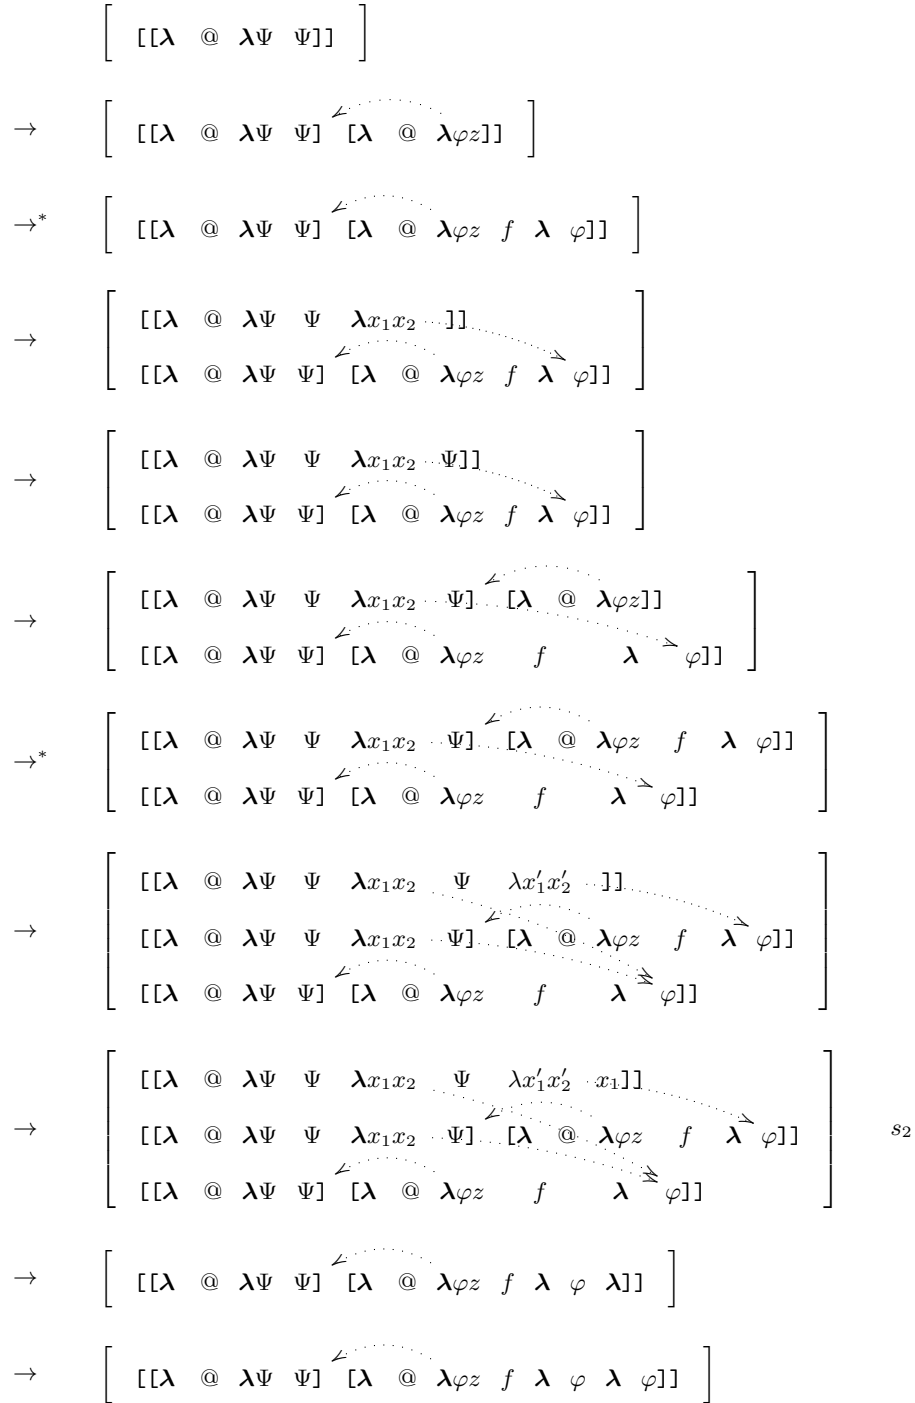 [[λ @ λΨ Ψ]]
→ [[λ @ λΨ Ψ] [λ @ λφz]]
→* [[λ @ λΨ Ψ] [λ @ λφz f λ φ]]
[[λ @ λΨ Ψ λx₁x₂ ]]
→
[[λ @ λΨ Ψ] [λ @ λφz f λ φ]]
[[λ @ λΨ Ψ λx₁x₂ Ψ]]
→
[[λ @ λΨ Ψ] [λ @ λφz f λ φ]]
[[λ @ λΨ Ψ λx₁x₂ Ψ] [λ @ λφz]]
→
[[λ @ λΨ Ψ] [λ @ λφz f λ φ]]
[[λ @ λΨ Ψ λx₁x₂ Ψ] [λ @ λφz f λ φ]]
→*
[[λ @ λΨ Ψ] [λ @ λφz f λ φ]]
[[λ @ λΨ Ψ λx₁x₂ Ψ λx′₁x′₂ ]]
→ [[λ @ λΨ Ψ λx₁x₂ Ψ] [λ @ λφz f λ φ]]
[[λ @ λΨ Ψ] [λ @ λφz f λ φ]]
[[λ @ λΨ Ψ λx₁x₂ Ψ λx′₁x′₂ x₁]]
→ [[λ @ λΨ Ψ λx₁x₂ Ψ] [λ @ λφz f λ φ]] s₂
[[λ @ λΨ Ψ] [λ @ λφz f λ φ]]
→ [[λ @ λΨ Ψ] [λ @ λφz f λ φ λ]]
→ [[λ @ λΨ Ψ] [λ @ λφz f λ φ λ φ]]